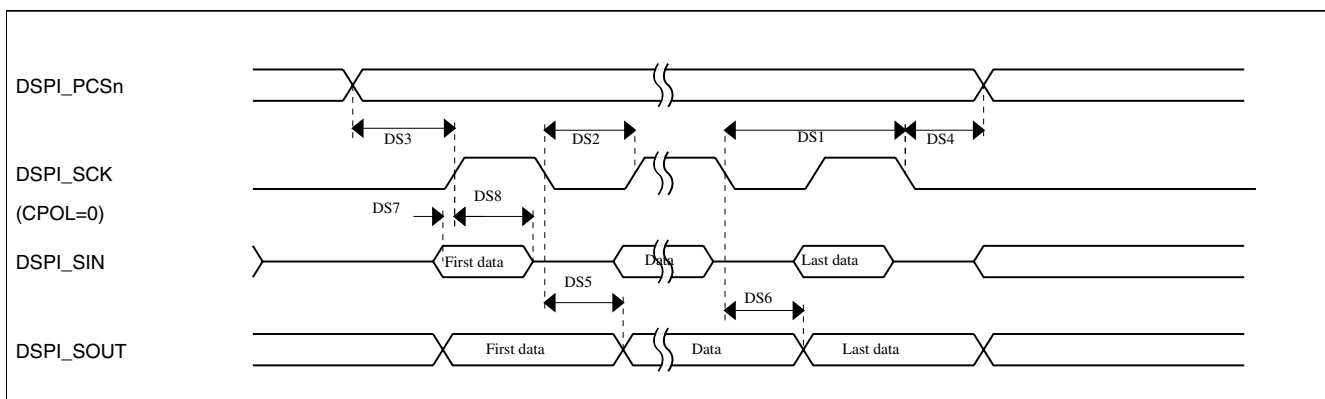 DSPI_PCSn
DS3
DS2
DS1
DS4
DSPI_SCK
(CPOL=0)
DS7
DS8
DSPI_SIN
First data
Data
Last data
DS5
DS6
DSPI_SOUT
First data
Data
Last data